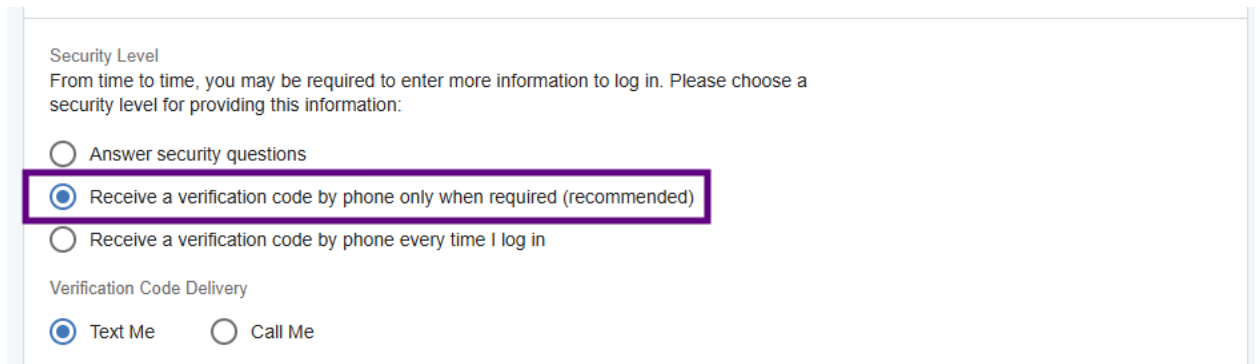 Security Level
From time to time, you may be required to enter more information to log in. Please choose a
security level for providing this information:
Answer security questions
Receive a verification code by phone only when required (recommended)
Receive a verification code by phone every time I log in
Verification Code Delivery
Text Me Call Me